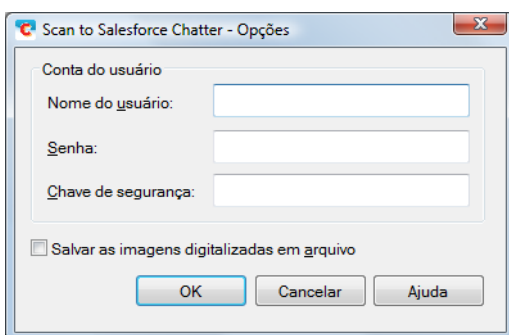 Scan to Salesforce Chatter - Opções
Conta do usuário
Nome do usuário:
Senha:
Chave de segurança:
Salvar as imagens digitalizadas em arquivo
OK Cancelar Ajuda